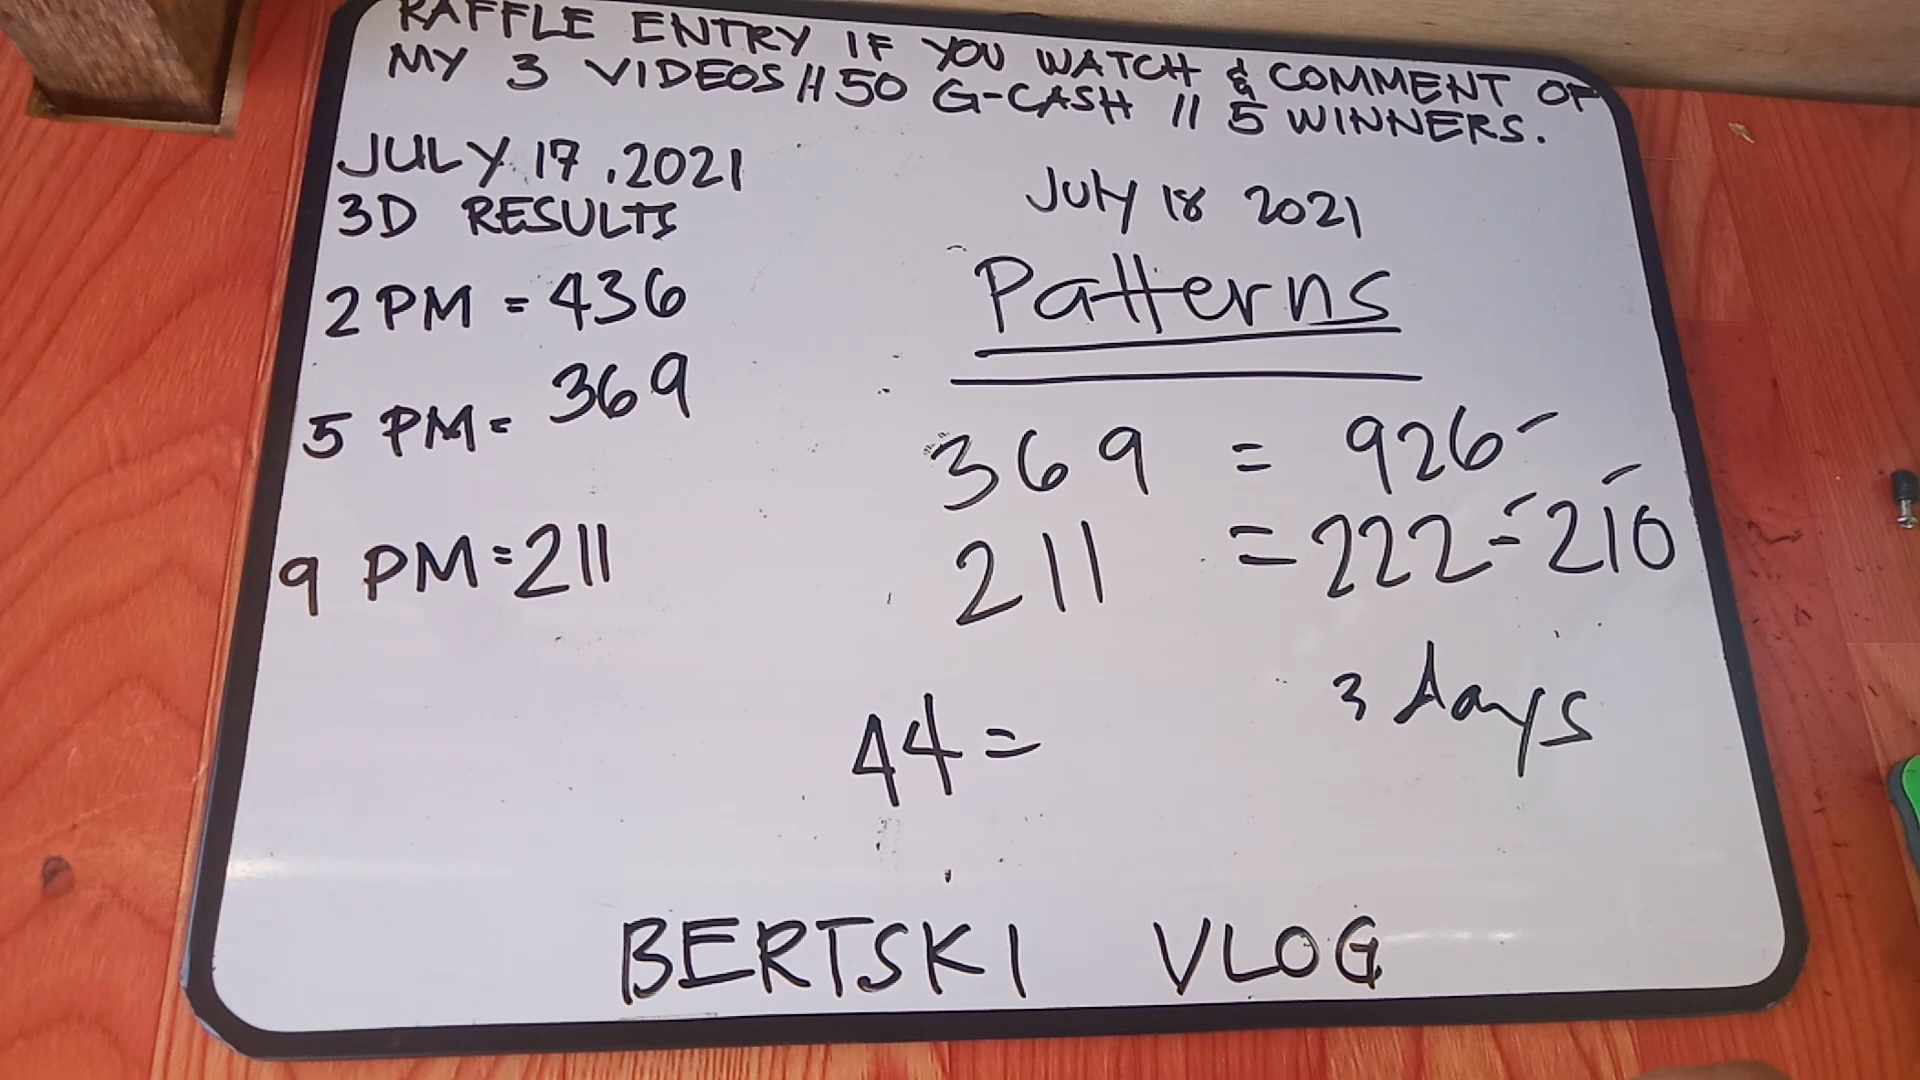 RAFFLE ENTRY IF YOU WATCH & COMMENT OF
MY 3 VIDEOS // 50 G-CASH // 5 WINNERS.
JULY 17, 2021
3D RESULTS
2 PM = 436
5 PM = 369
9 PM = 211
July 18 2021
Patterns
369 = 926-
211 = 222 = 210
3 days
44 =
BERTSKI VLOG